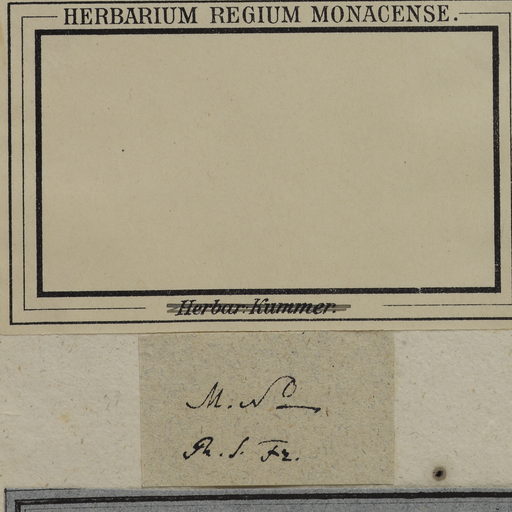 HERBARIUM REGIUM MONACENSE.
Herbar: Kummer.
Ph. S. Fr.